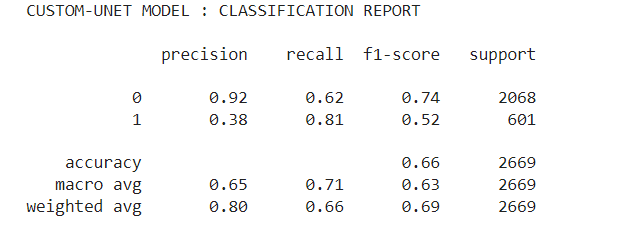 CUSTOM-UNET MODEL : CLASSIFICATION REPORT
precision recall f1-score support
0 0.92 0.62 0.74 2068
1 0.38 0.81 0.52 601
accuracy 0.66 2669
macro avg 0.65 0.71 0.63 2669
weighted avg 0.80 0.66 0.69 2669